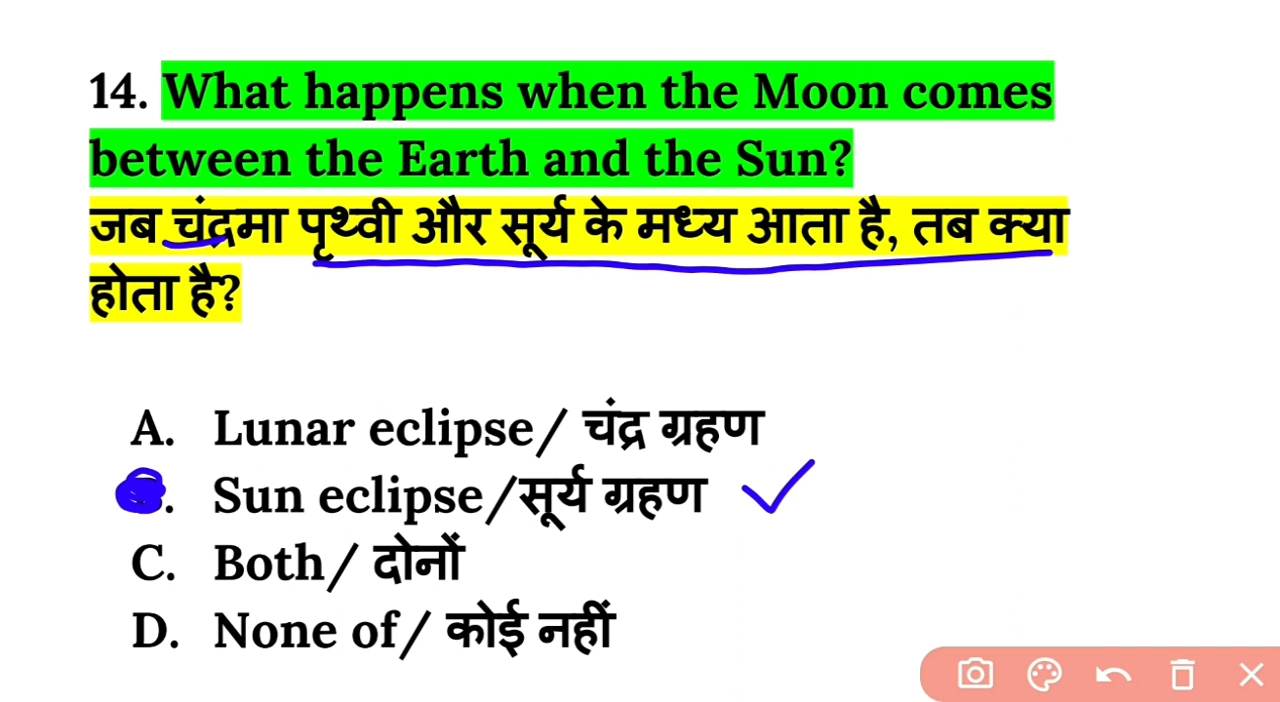 14. What happens when the Moon comes
between the Earth and the Sun?
जब चंद्रमा पृथ्वी और सूर्य के मध्य आता है, तब क्या
होता है?
A. Lunar eclipse/ चंद्र ग्रहण
. Sun eclipse/सूर्य ग्रहण
C. Both/ दोनों
D. None of/ कोई नहीं